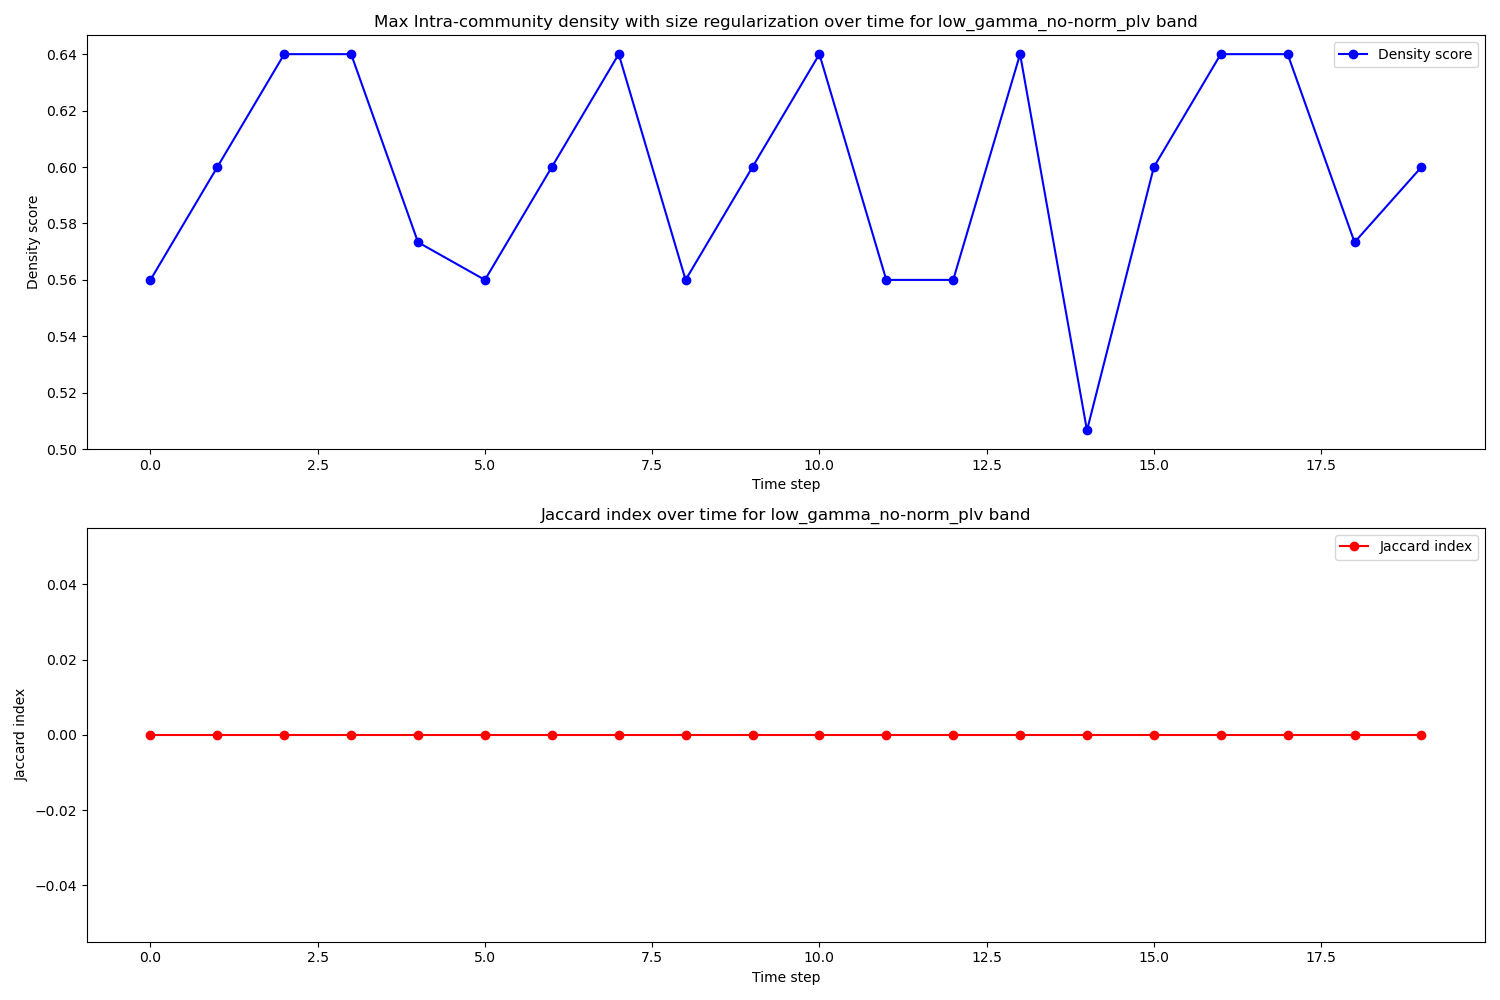 Max Intra-community density with size regularization over time for low_gamma_no-norm_plv band
Density score
0.64
0.62
0.60
0.58
0.56
0.54
0.52
0.50
Density score
0.0 2.5 5.0 7.5 10.0 12.5 15.0 17.5
Time step
Jaccard index over time for low_gamma_no-norm_plv band
Jaccard index
0.04
0.02
0.00
−0.02
−0.04
Jaccard index
0.0 2.5 5.0 7.5 10.0 12.5 15.0 17.5
Time step